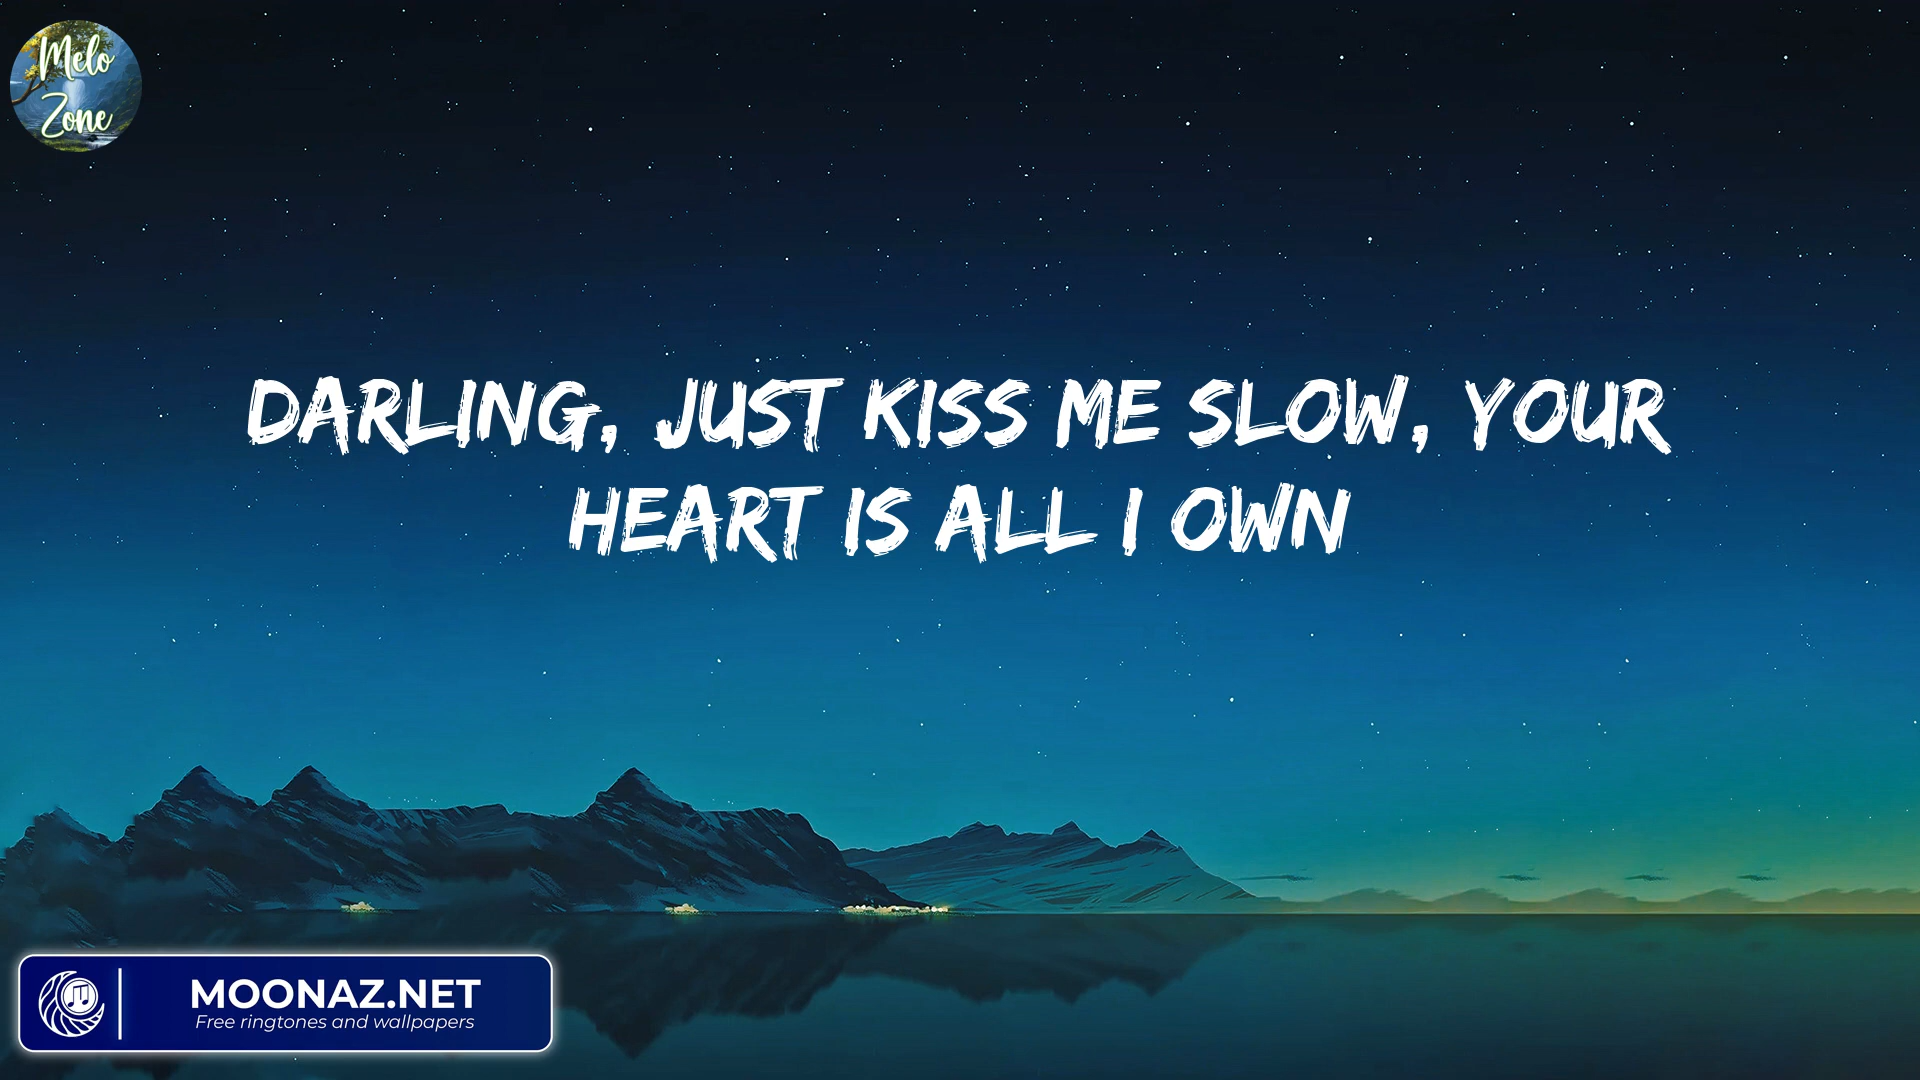 Melo
Zone
DARLING, JUST KISS ME SLOW, YOUR
HEART IS ALL I OWN
MOONAZ.NET
Free ringtones and wallpapers